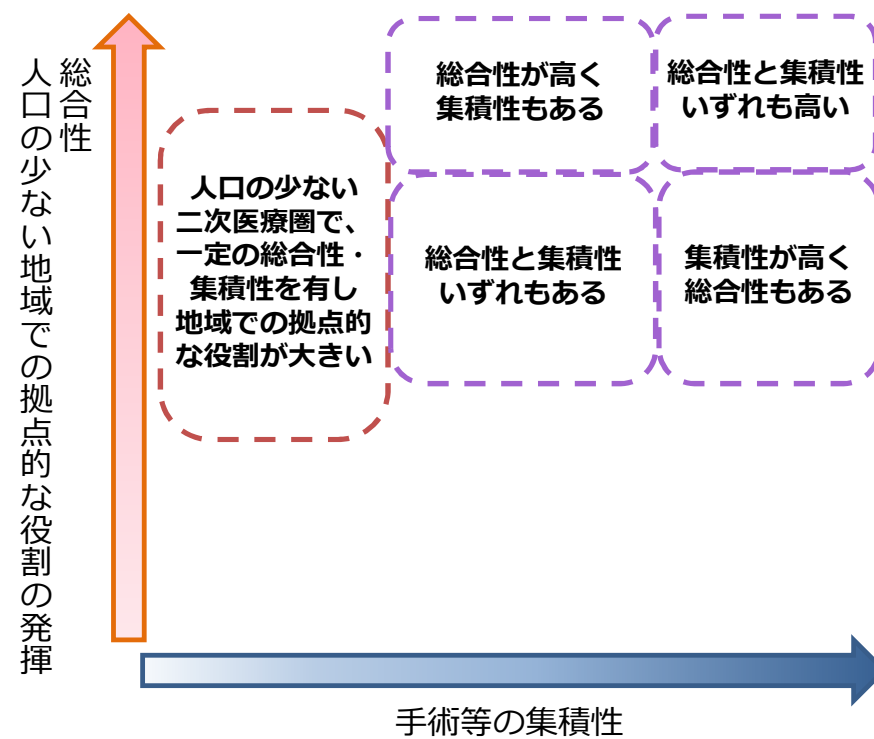 総合性
人口の少ない地域での拠点的な役割の発揮
総合性が高く
集積性もある
総合性と集積性
いずれも高い
人口の少ない
二次医療圏で、
一定の総合性・
集積性を有し
地域での拠点的
な役割が大きい
総合性と集積性
いずれもある
集積性が高く
総合性もある
手術等の集積性